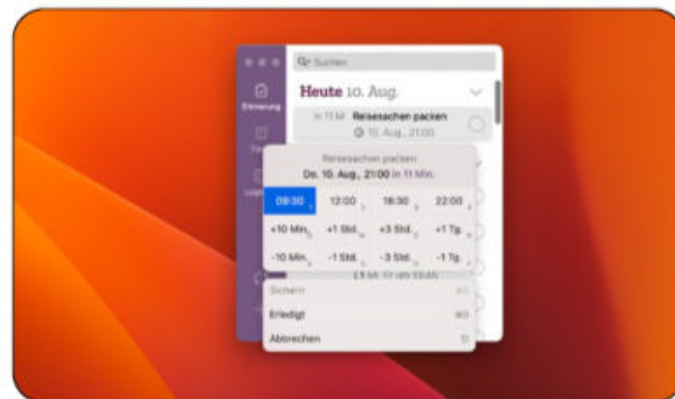 Suchen
Heute 10. Aug.
Erinnerung
in 11 M Reisesachen packen
10. Aug., 21:00
Reisesachen packen
Do. 10. Aug., 21:00 in 11 Min.
09:30 12:00 18:30 22:00
+10 Min. +1 Std. +3 Std. +1 Tg.
-10 Min. -1 Std. -3 Std. -1 Tg.
Sichern
Erledigt
Abbrechen